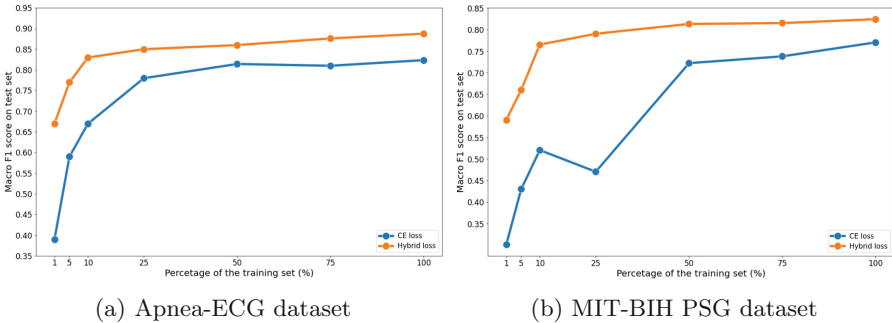 Macro F1 score on test set
0.95
0.90
0.85
0.80
0.75
0.70
0.65
0.60
0.55
0.50
0.45
0.40
0.35
1 5 10 25 50 75 100
Percetage of the training set (%)
CE loss
Hybrid loss
(a) Apnea-ECG dataset
Macro F1 score on test set
0.85
0.80
0.75
0.70
0.65
0.60
0.55
0.50
0.45
0.40
0.35
1 5 10 25 50 75 100
Percetage of the training set (%)
CE loss
Hybrid loss
(b) MIT-BIH PSG dataset